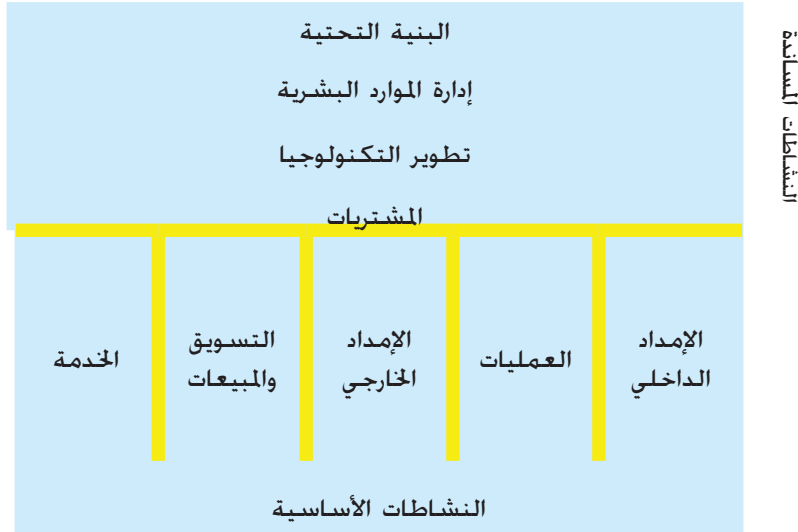 النشاطات المساندة
البنية التحتية
إدارة الموارد البشرية
تطوير التكنولوجيا
المشتريات
الإمداد
الداخلي
العمليات
الإمداد
الخارجي
التسويق
والمبيعات
الخدمة
النشاطات الأساسية